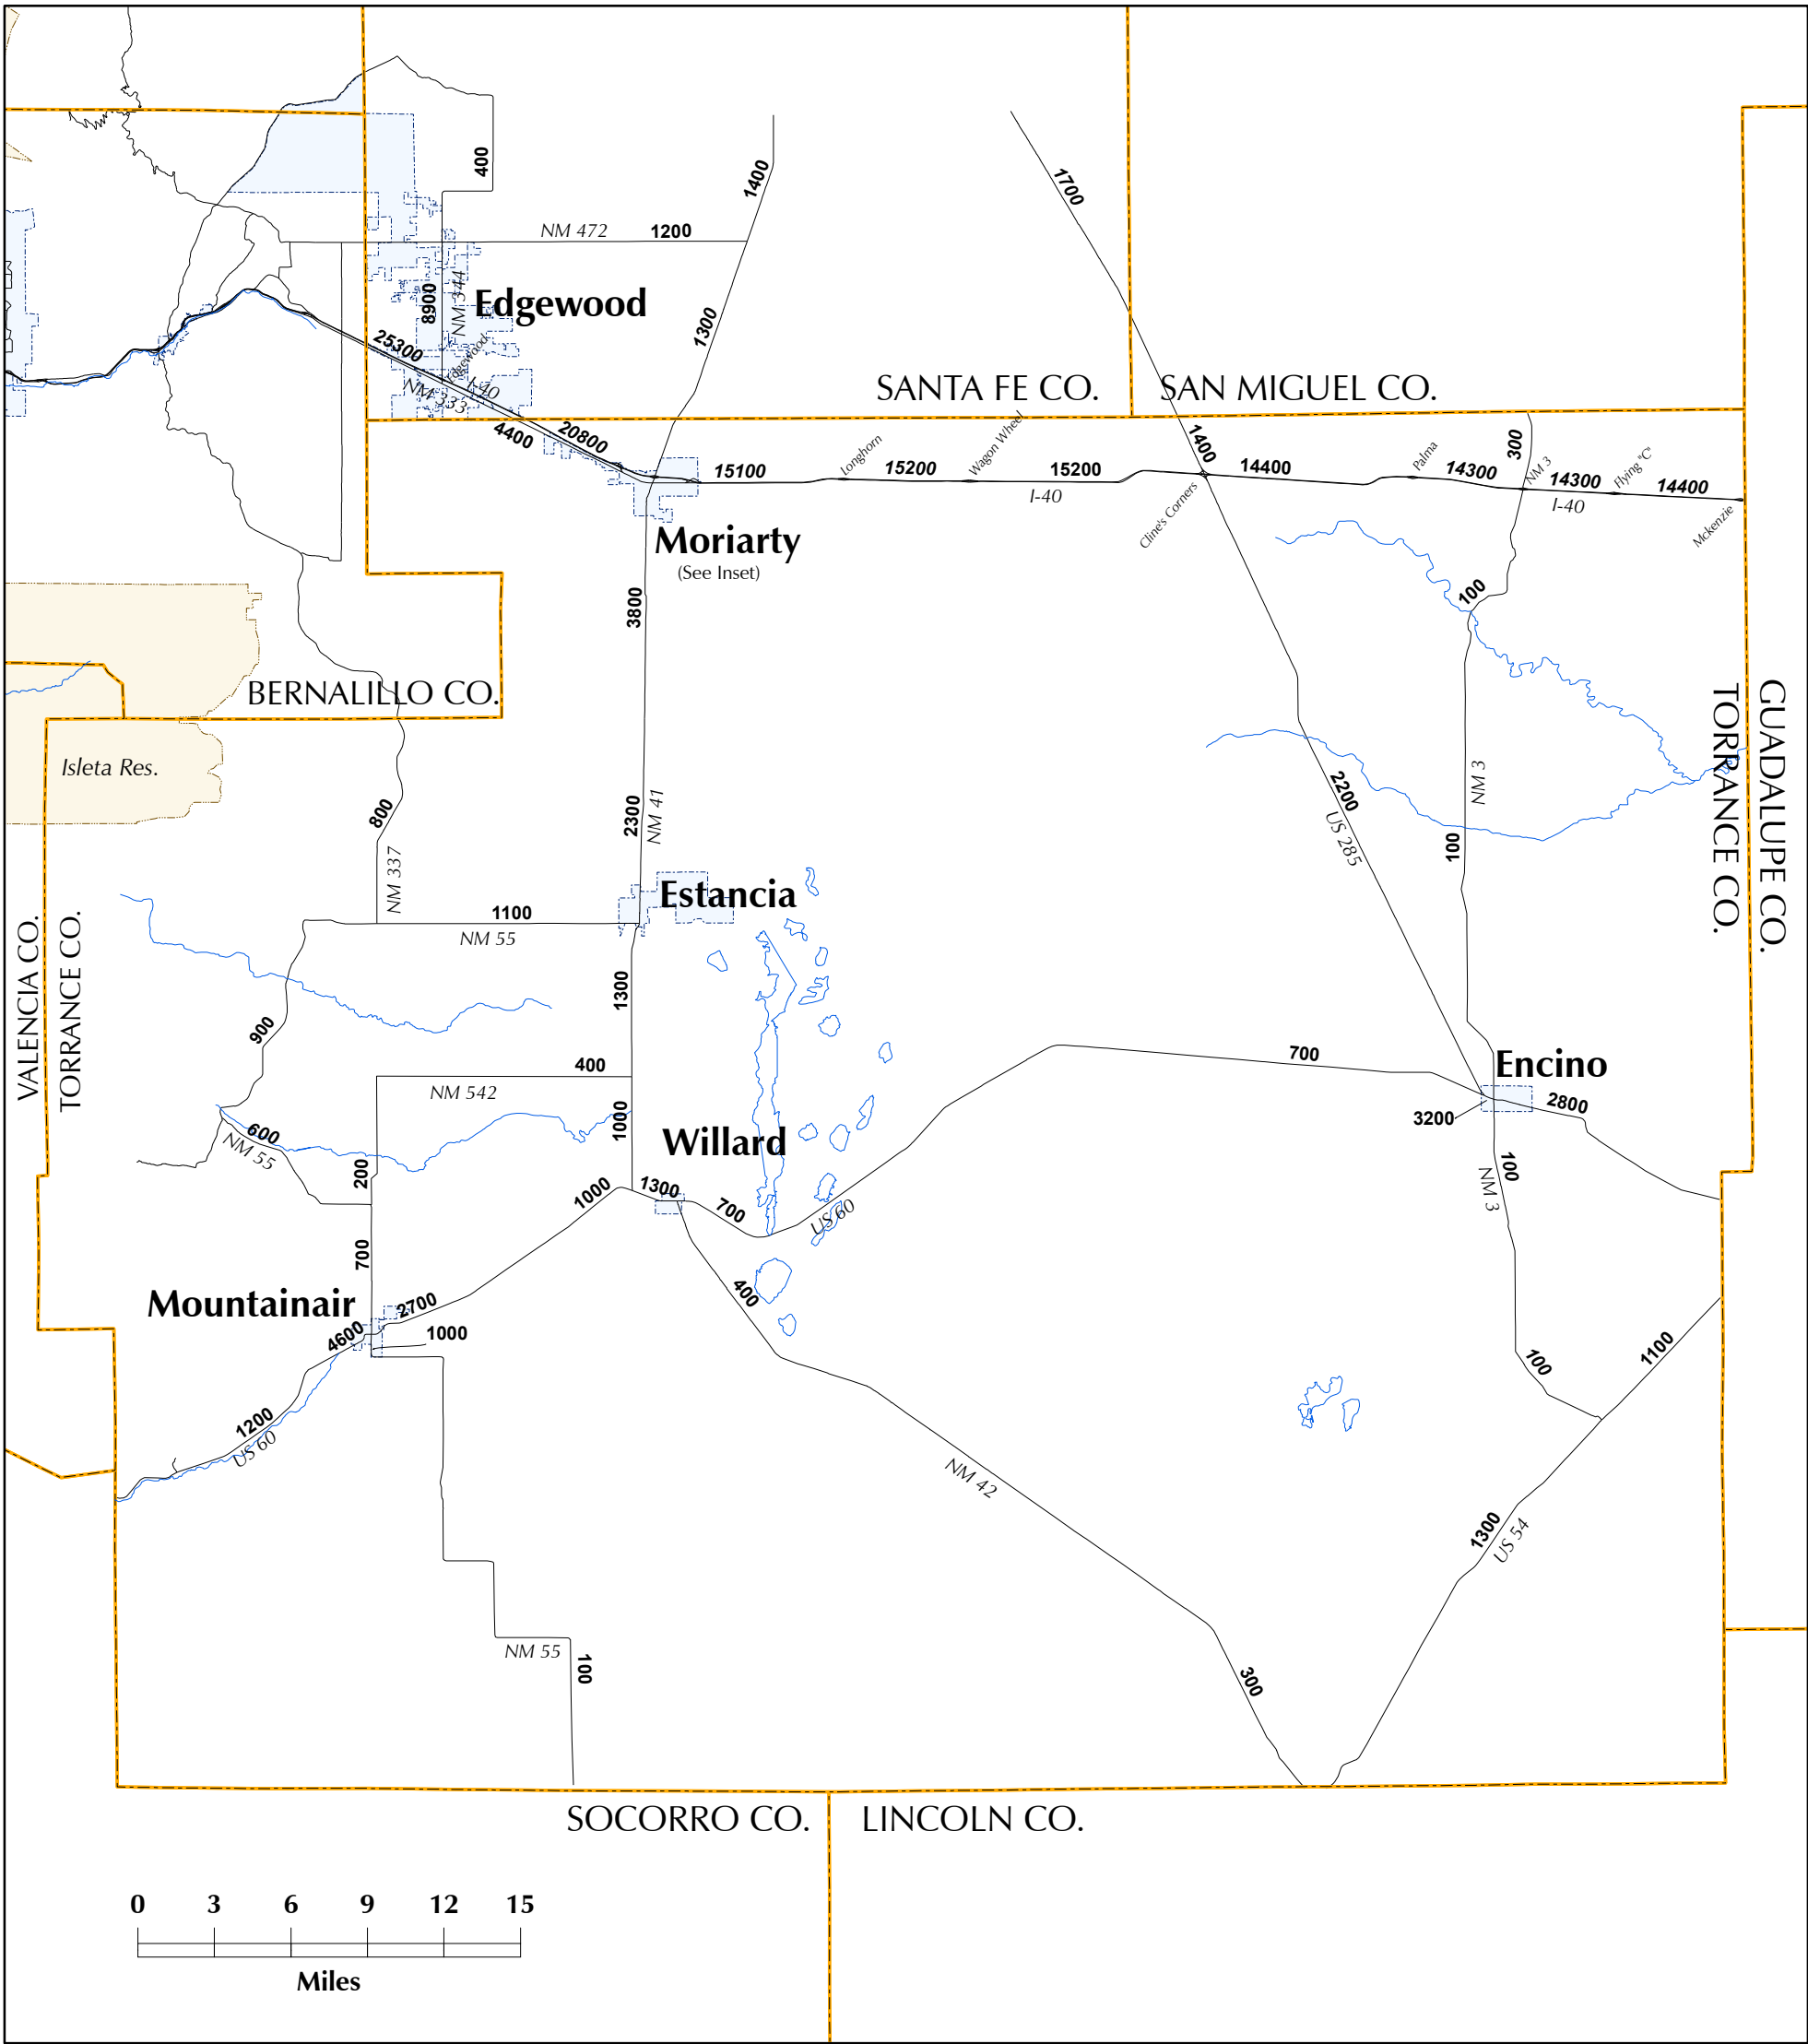 400
1400
1700
NM 472
1200
8900
NM 344
Edgewood
1300
25300
Edgewood
I-40
NM 333
SANTA FE CO.
SAN MIGUEL CO.
4400
20800
15100
Longhorn
15200
Wagon Wheel
15200
I-40
1400
Cline's Corners
14400
Palma
14300
300
NM 3
14300
I-40
Flying "C"
14400
Mckenzie
Moriarty
(See Inset)
3800
100
BERNALILLO CO.
Isleta Res.
GUADALUPE CO.
TORRANCE CO.
800
NM 337
2300
NM 41
2200
US 285
NM 3
100
Estancia
1100
NM 55
VALENCIA CO.
TORRANCE CO.
1300
900
400
NM 542
700
Encino
3200
2800
600
NM 55
1000
Willard
200
1000
1300
700
US 60
100
NM 3
700
Mountainair
2700
4600
1000
400
1200
US 60
100
1100
NM 42
1300
US 54
NM 55
100
300
SOCORRO CO.
LINCOLN CO.
0 3 6 9 12 15
Miles